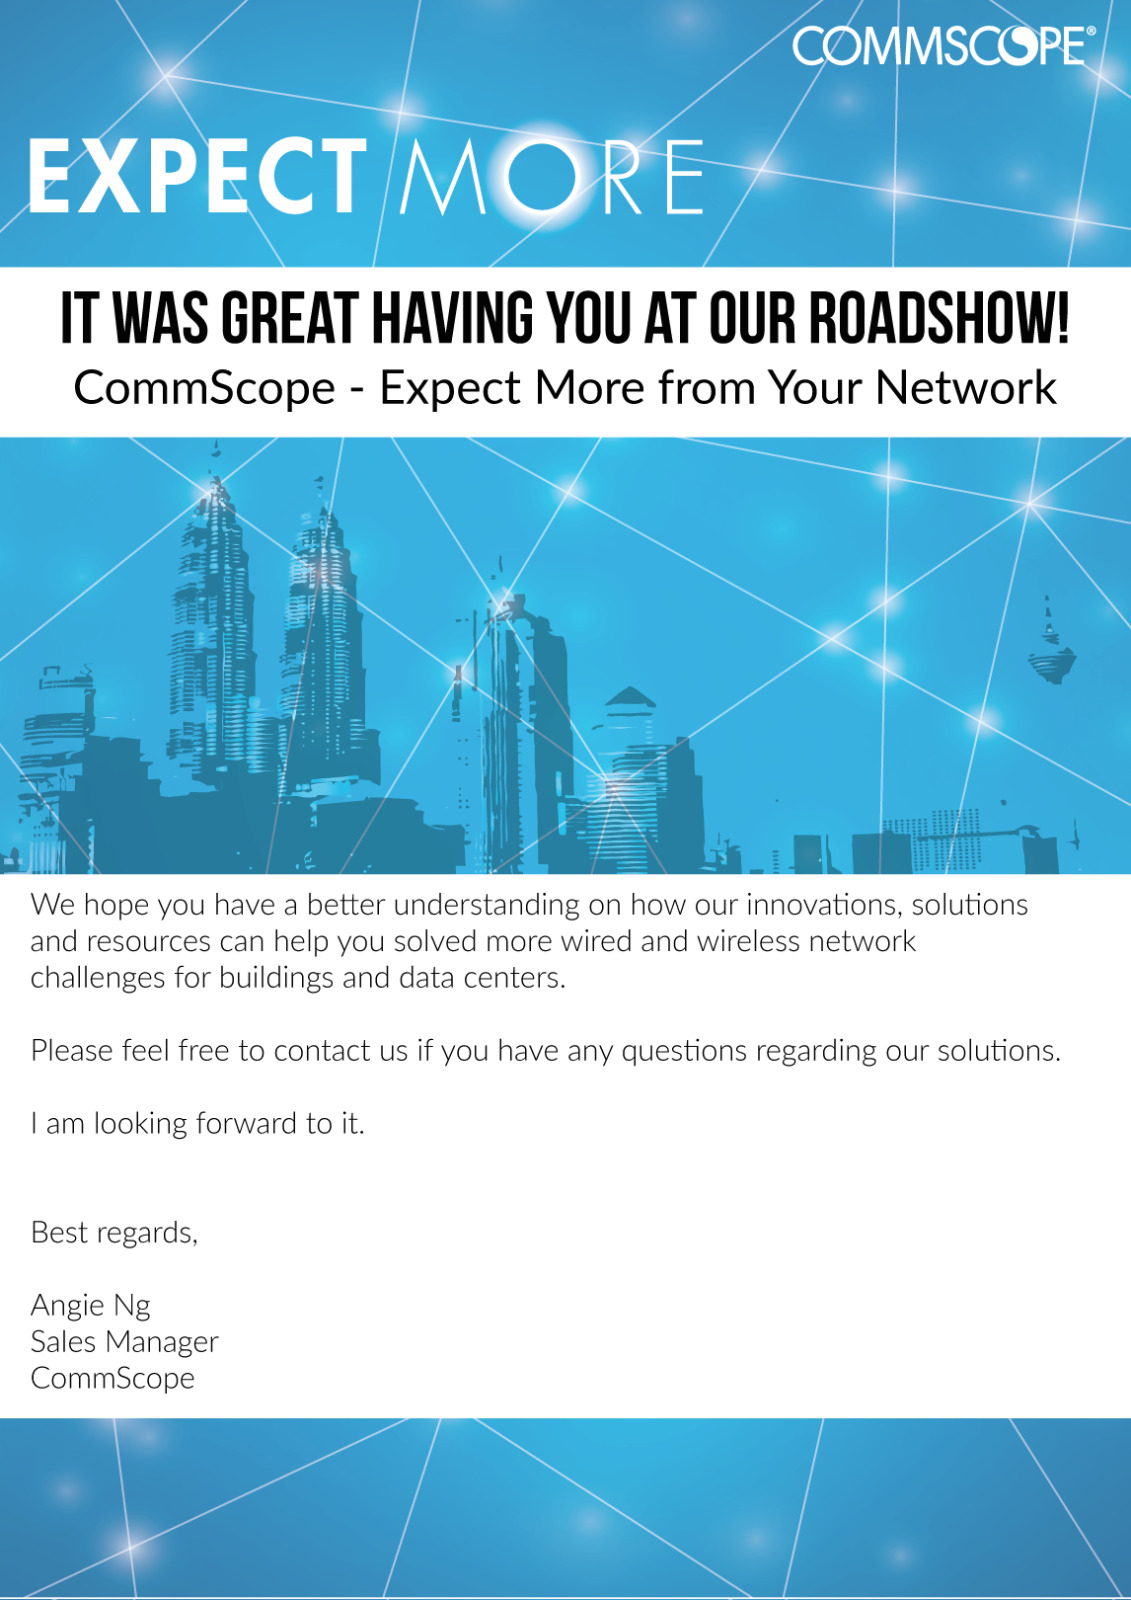 COMMSCOPE®
EXPECT MORE
IT WAS GREAT HAVING YOU AT OUR ROADSHOW!
CommScope - Expect More from Your Network
We hope you have a better understanding on how our innovations, solutions
and resources can help you solved more wired and wireless network
challenges for buildings and data centers.
Please feel free to contact us if you have any questions regarding our solutions.
I am looking forward to it.
Best regards,
Angie Ng
Sales Manager
CommScope